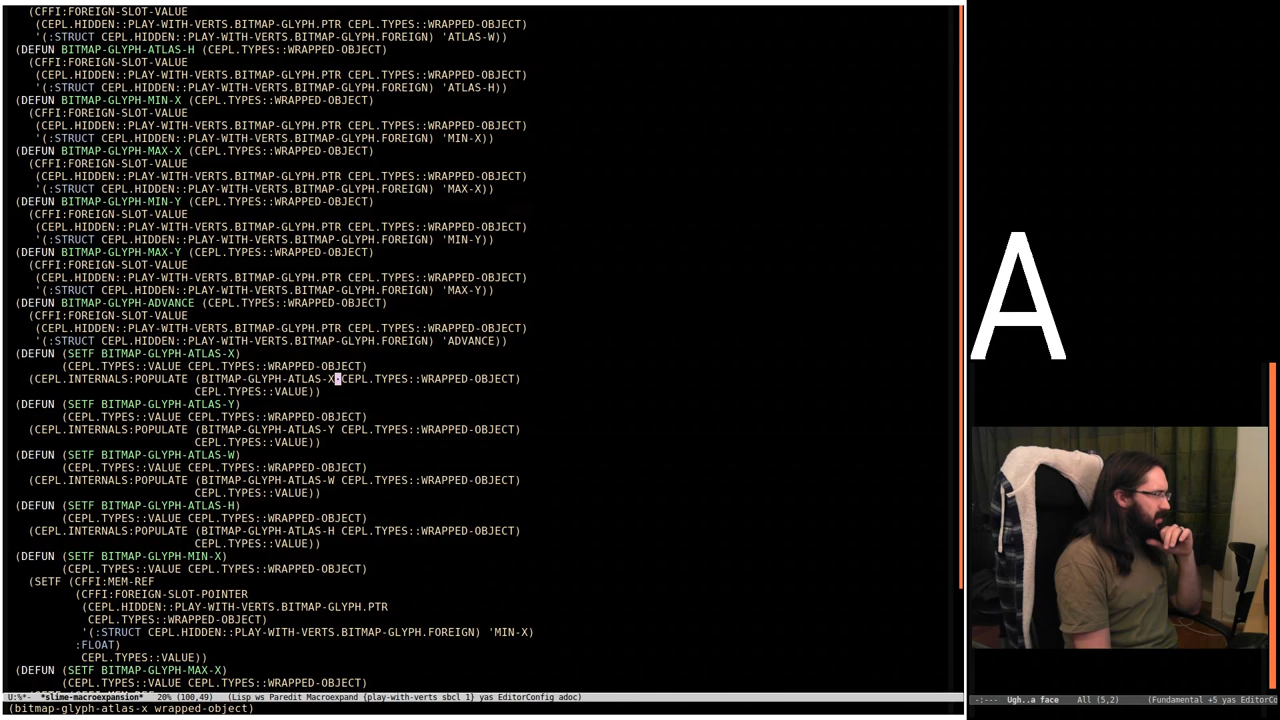 (CFFI:FOREIGN-SLOT-VALUE
(CEPL.HIDDEN::PLAY-WITH-VERTS.BITMAP-GLYPH.PTR CEPL.TYPES::WRAPPED-OBJECT)
'(:STRUCT CEPL.HIDDEN::PLAY-WITH-VERTS.BITMAP-GLYPH.FOREIGN) 'ATLAS-W))
(DEFUN BITMAP-GLYPH-ATLAS-H (CEPL.TYPES::WRAPPED-OBJECT)
(CFFI:FOREIGN-SLOT-VALUE
(CEPL.HIDDEN::PLAY-WITH-VERTS.BITMAP-GLYPH.PTR CEPL.TYPES::WRAPPED-OBJECT)
'(:STRUCT CEPL.HIDDEN::PLAY-WITH-VERTS.BITMAP-GLYPH.FOREIGN) 'ATLAS-H))
(DEFUN BITMAP-GLYPH-MIN-X (CEPL.TYPES::WRAPPED-OBJECT)
(CFFI:FOREIGN-SLOT-VALUE
(CEPL.HIDDEN::PLAY-WITH-VERTS.BITMAP-GLYPH.PTR CEPL.TYPES::WRAPPED-OBJECT)
'(:STRUCT CEPL.HIDDEN::PLAY-WITH-VERTS.BITMAP-GLYPH.FOREIGN) 'MIN-X))
(DEFUN BITMAP-GLYPH-MAX-X (CEPL.TYPES::WRAPPED-OBJECT)
(CFFI:FOREIGN-SLOT-VALUE
(CEPL.HIDDEN::PLAY-WITH-VERTS.BITMAP-GLYPH.PTR CEPL.TYPES::WRAPPED-OBJECT)
'(:STRUCT CEPL.HIDDEN::PLAY-WITH-VERTS.BITMAP-GLYPH.FOREIGN) 'MAX-X))
(DEFUN BITMAP-GLYPH-MIN-Y (CEPL.TYPES::WRAPPED-OBJECT)
(CFFI:FOREIGN-SLOT-VALUE
(CEPL.HIDDEN::PLAY-WITH-VERTS.BITMAP-GLYPH.PTR CEPL.TYPES::WRAPPED-OBJECT)
'(:STRUCT CEPL.HIDDEN::PLAY-WITH-VERTS.BITMAP-GLYPH.FOREIGN) 'MIN-Y))
(DEFUN BITMAP-GLYPH-MAX-Y (CEPL.TYPES::WRAPPED-OBJECT)
(CFFI:FOREIGN-SLOT-VALUE
(CEPL.HIDDEN::PLAY-WITH-VERTS.BITMAP-GLYPH.PTR CEPL.TYPES::WRAPPED-OBJECT)
'(:STRUCT CEPL.HIDDEN::PLAY-WITH-VERTS.BITMAP-GLYPH.FOREIGN) 'MAX-Y))
(DEFUN BITMAP-GLYPH-ADVANCE (CEPL.TYPES::WRAPPED-OBJECT)
(CFFI:FOREIGN-SLOT-VALUE
(CEPL.HIDDEN::PLAY-WITH-VERTS.BITMAP-GLYPH.PTR CEPL.TYPES::WRAPPED-OBJECT)
'(:STRUCT CEPL.HIDDEN::PLAY-WITH-VERTS.BITMAP-GLYPH.FOREIGN) 'ADVANCE))
(DEFUN (SETF BITMAP-GLYPH-ATLAS-X)
(CEPL.TYPES::VALUE CEPL.TYPES::WRAPPED-OBJECT)
(CEPL.INTERNALS:POPULATE (BITMAP-GLYPH-ATLAS-X CEPL.TYPES::WRAPPED-OBJECT)
CEPL.TYPES::VALUE))
(DEFUN (SETF BITMAP-GLYPH-ATLAS-Y)
(CEPL.TYPES::VALUE CEPL.TYPES::WRAPPED-OBJECT)
(CEPL.INTERNALS:POPULATE (BITMAP-GLYPH-ATLAS-Y CEPL.TYPES::WRAPPED-OBJECT)
CEPL.TYPES::VALUE))
(DEFUN (SETF BITMAP-GLYPH-ATLAS-W)
(CEPL.TYPES::VALUE CEPL.TYPES::WRAPPED-OBJECT)
(CEPL.INTERNALS:POPULATE (BITMAP-GLYPH-ATLAS-W CEPL.TYPES::WRAPPED-OBJECT)
CEPL.TYPES::VALUE))
(DEFUN (SETF BITMAP-GLYPH-ATLAS-H)
(CEPL.TYPES::VALUE CEPL.TYPES::WRAPPED-OBJECT)
(CEPL.INTERNALS:POPULATE (BITMAP-GLYPH-ATLAS-H CEPL.TYPES::WRAPPED-OBJECT)
CEPL.TYPES::VALUE))
(DEFUN (SETF BITMAP-GLYPH-MIN-X)
(CEPL.TYPES::VALUE CEPL.TYPES::WRAPPED-OBJECT)
(SETF (CFFI:MEM-REF
(CFFI:FOREIGN-SLOT-POINTER
(CEPL.HIDDEN::PLAY-WITH-VERTS.BITMAP-GLYPH.PTR
CEPL.TYPES::WRAPPED-OBJECT)
'(:STRUCT CEPL.HIDDEN::PLAY-WITH-VERTS.BITMAP-GLYPH.FOREIGN) 'MIN-X)
:FLOAT)
CEPL.TYPES::VALUE))
(DEFUN (SETF BITMAP-GLYPH-MAX-X)
(CEPL.TYPES::VALUE CEPL.TYPES::WRAPPED-OBJECT)
U:%*- *slime-macroexpansion* 20% (100,49) (Lisp ws Paredit Macroexpand {play-with-verts sbcl 1} yas EditorConfig adoc)
(bitmap-glyph-atlas-x wrapped-object)
A
-:--- Ugh..a face All (5,2) (Fundamental +5 yas EditorCo